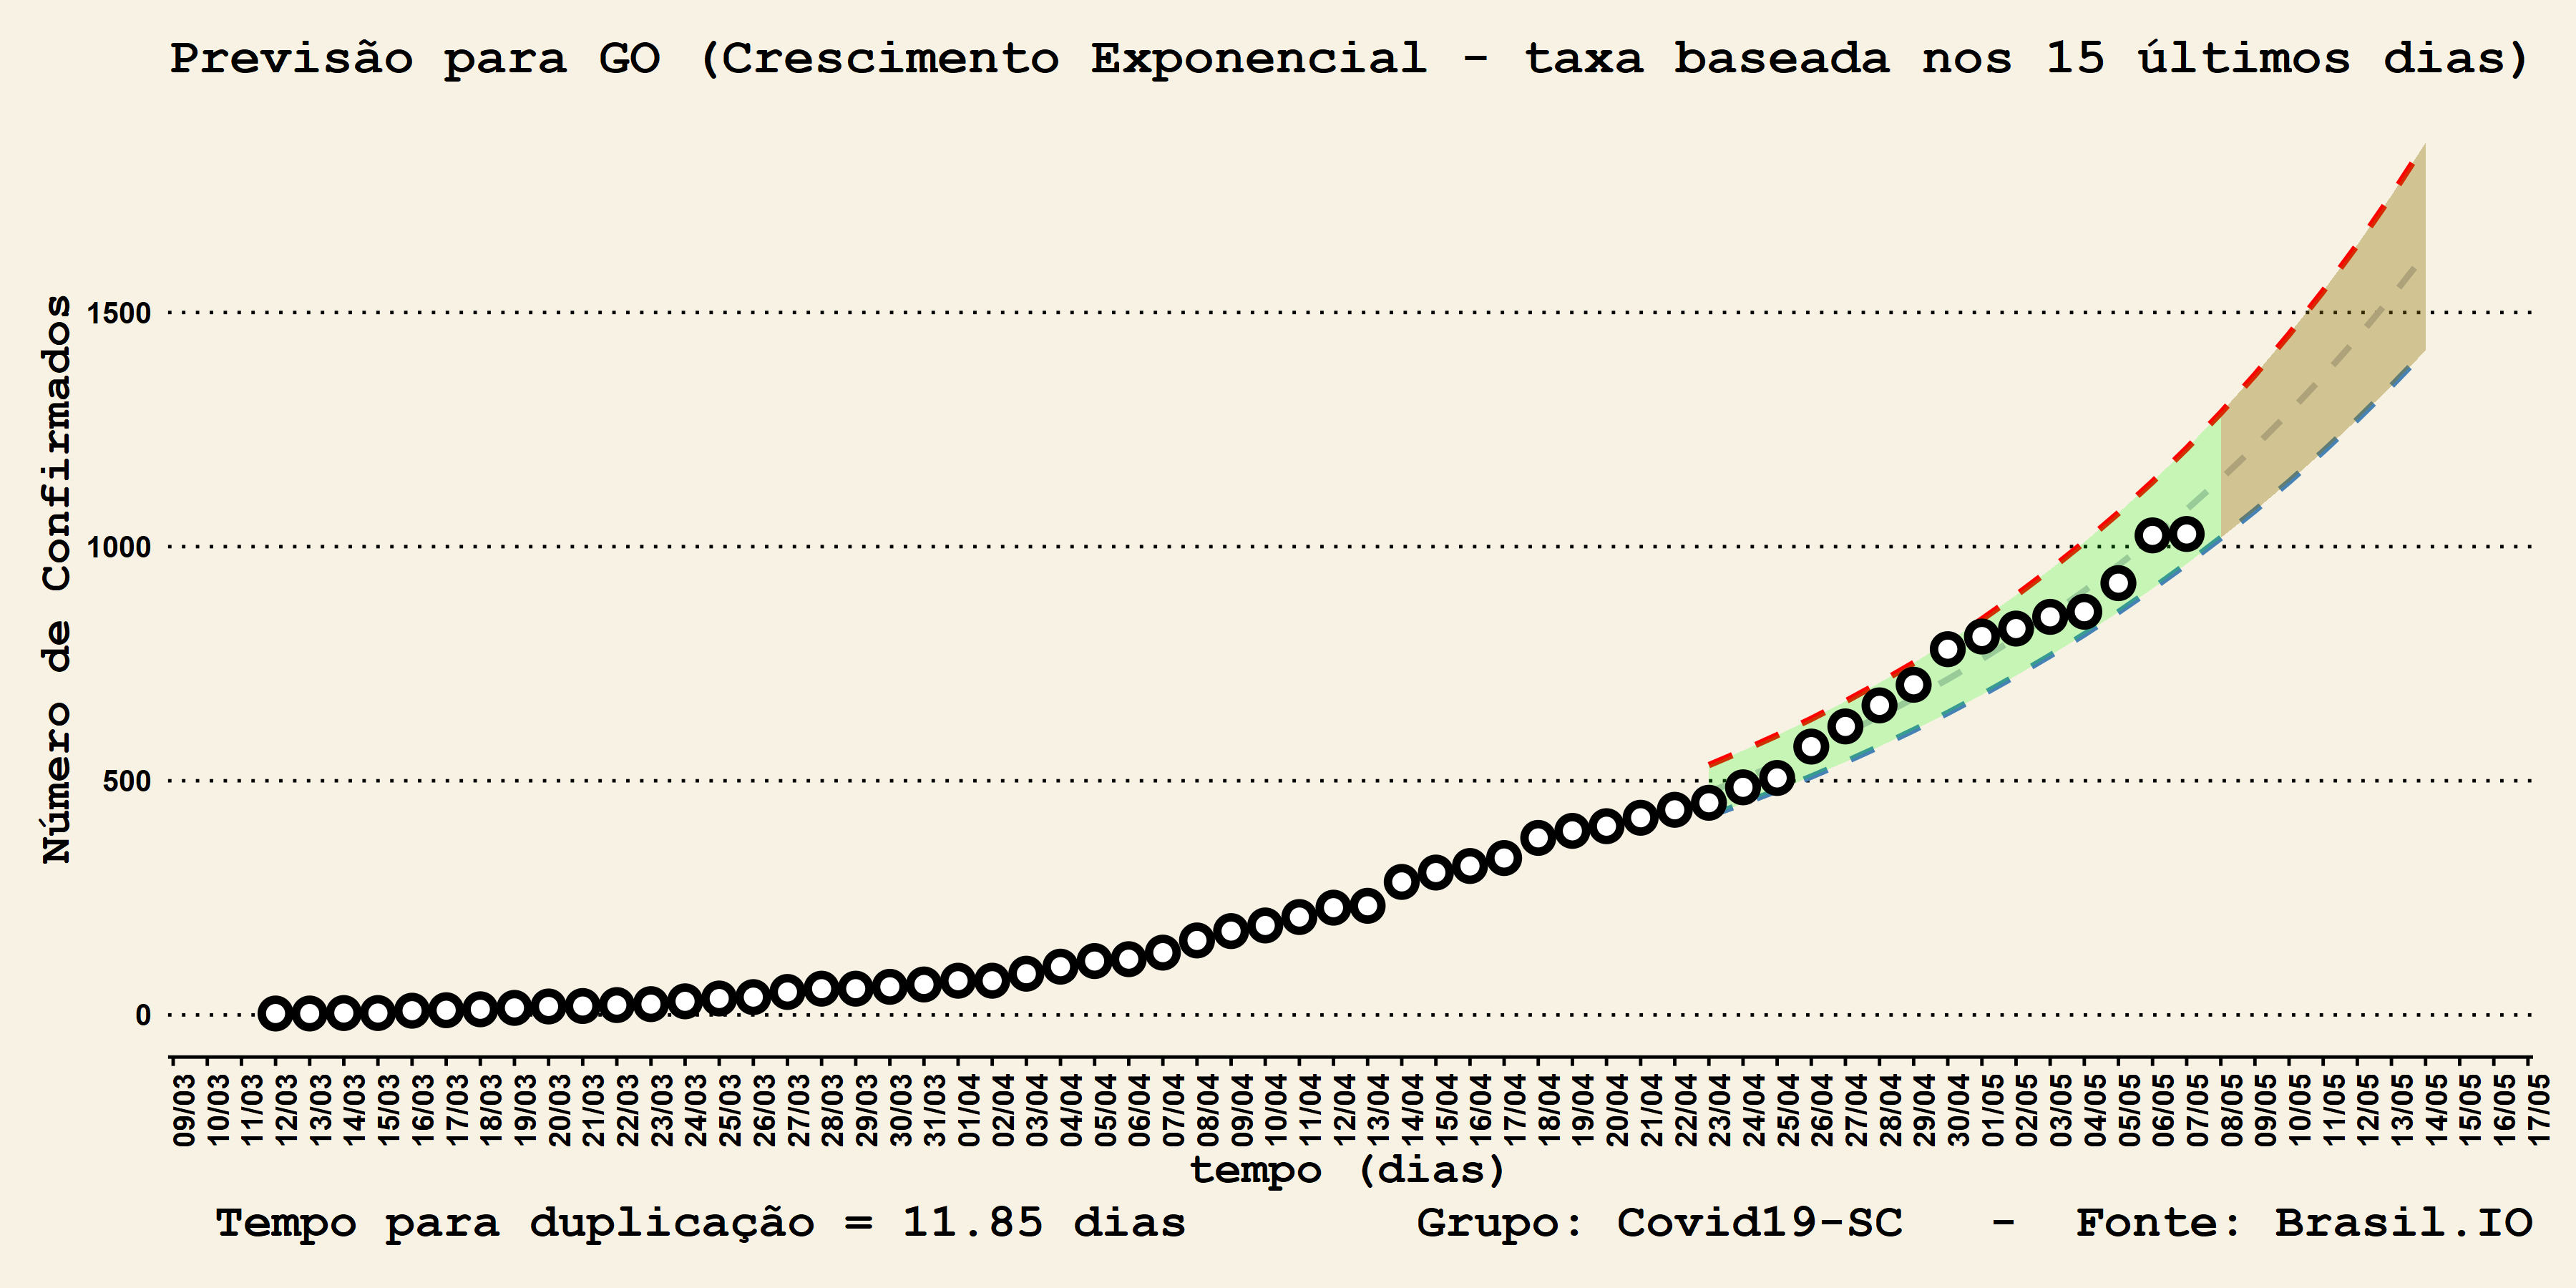 Previsão para GO (Crescimento Exponencial - taxa baseada nos 15 últimos dias)
Número de Confirmados
1500
1000
500
0
09/03 10/03 11/03 12/03 13/03 14/03 15/03 16/03 17/03 18/03 19/03 20/03 21/03 22/03 23/03 24/03 25/03 26/03 27/03 28/03 29/03 30/03 31/03 01/04 02/04 03/04 04/04 05/04 06/04 07/04 08/04 09/04 10/04 11/04 12/04 13/04 14/04 15/04 16/04 17/04 18/04 19/04 20/04 21/04 22/04 23/04 24/04 25/04 26/04 27/04 28/04 29/04 30/04 01/05 02/05 03/05 04/05 05/05 06/05 07/05 08/05 09/05 10/05 11/05 12/05 13/05 14/05 15/05 16/05 17/05
tempo (dias)
Tempo para duplicação = 11.85 dias Grupo: Covid19-SC - Fonte: Brasil.IO